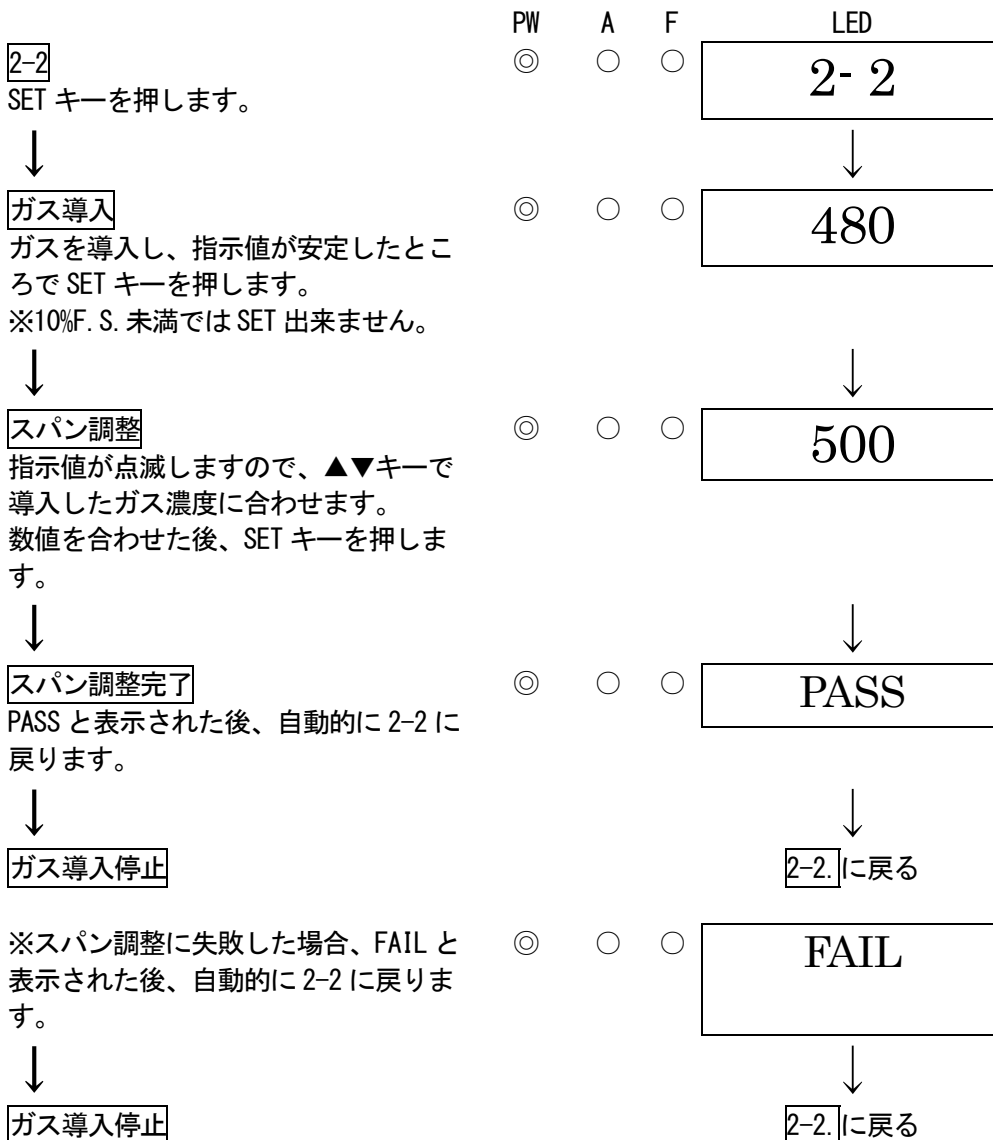 PW A F LED
2-2 ◎ ○ ○ 2- 2
SET キーを押します。
↓ ↓
ガス導入 ◎ ○ ○ 480
ガスを導入し、指示値が安定したとこ
ろで SET キーを押します。
※10%F.S.未満では SET 出来ません。
↓ ↓
スパン調整 ◎ ○ ○ 500
指示値が点滅しますので、▲▼キーで
導入したガス濃度に合わせます。
数値を合わせた後、SET キーを押しま
す。
↓ ↓
スパン調整完了 ◎ ○ ○ PASS
PASS と表示された後、自動的に 2-2 に
戻ります。
↓ ↓
ガス導入停止 2-2.に戻る
※スパン調整に失敗した場合、FAIL と ◎ ○ ○ FAIL
表示された後、自動的に 2-2 に戻りま
す。
↓ ↓
ガス導入停止 2-2.に戻る